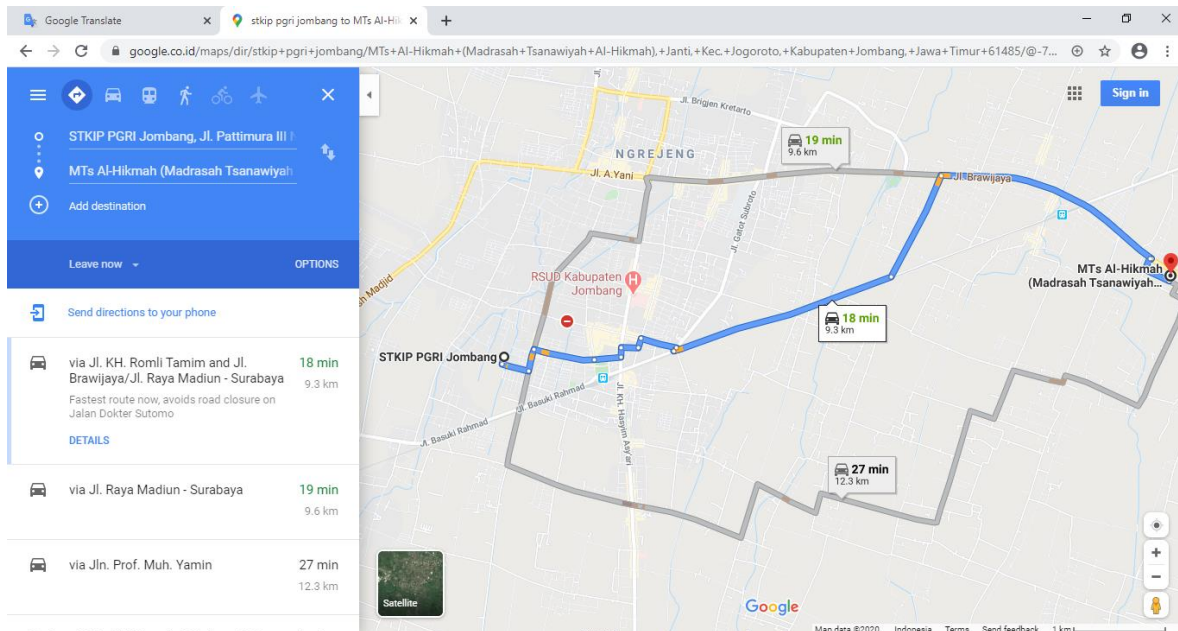 Google Translate
stkip pgri jombang to MTs Al-Hik
google.co.id/maps/dir/stkip+pgri+jombang/MTs+Al-Hikmah+(Madrasah+Tsanawiyah+Al-Hikmah),+Janti,+Kec.+Jogoroto,+Kabupaten+Jombang,+Jawa+Timur+61485/@-7...
Sign in
STKIP PGRI Jombang, Jl. Pattimura III
MTs Al-Hikmah (Madrasah Tsanawiyah
Add destination
Leave now
OPTIONS
Send directions to your phone
via Jl. KH. Romli Tamim and Jl.
Brawijaya/Jl. Raya Madiun - Surabaya
18 min
9.3 km
Fastest route now, avoids road closure on
Jalan Dokter Sutomo
DETAILS
via Jl. Raya Madiun - Surabaya
19 min
9.6 km
via Jln. Prof. Muh. Yamin
27 min
12.3 km
Jl. Brigjen Kretarto
19 min
9.6 km
NGREJENG
Jl. A.Yani
Jl. Brawijaya
Jl. Gatot Subroto
RSUD Kabupaten
Jombang
Madjid
MTs Al-Hikmah
(Madrasah Tsanawiyah...
18 min
9.3 km
STKIP PGRI Jombang
Jl. Basuki Rahmad
Jl. Basuki Rahmad
Jl. KH. Hasyim Asy'ari
27 min
12.3 km
Satellite
Google
Map data ©2020
Indonesia
Terms
Send feedback
1 km